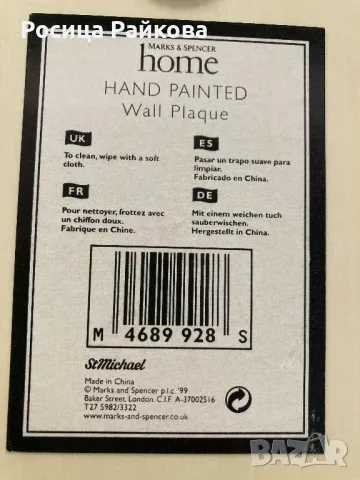 Росица Райкова
MARKS & SPENCER
home
HAND PAINTED
Wall Plaque
UK
To clean, wipe with a soft
cloth.
ES
Pasar un trapo suave para
limpiar.
Fabricado en China.
FR
Pour nettoyer, frottez avec
un chiffon doux.
Fabrique en Chine.
DE
Mit einem weichen tuch
sauberwischen.
Hergestellt in China.
M 4689 928 S
StMichael
Made in China
© Marks and Spencer p.l.c. '99
Baker Street, London. C.I.F. A-37002516
T27 5982/3322
www.marks-and-spencer.co.uk
BAZAR